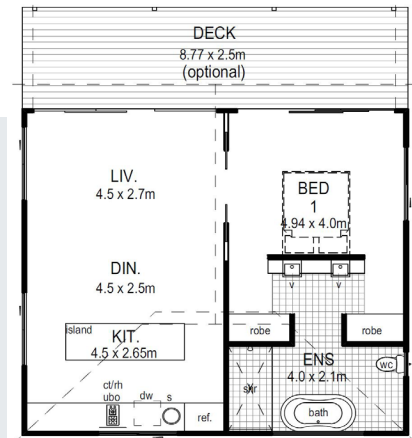 DECK
8.77 x 2.5m
(optional)
LIV.
4.5 x 2.7m
BED
1
4.94 x 4.0m
DIN.
4.5 x 2.5m
v
v
island
KIT.
4.5 x 2.65m
robe
robe
ENS
4.0 x 2.1m
wc
shr
ct/rh
ubo
dw
s
ref.
bath